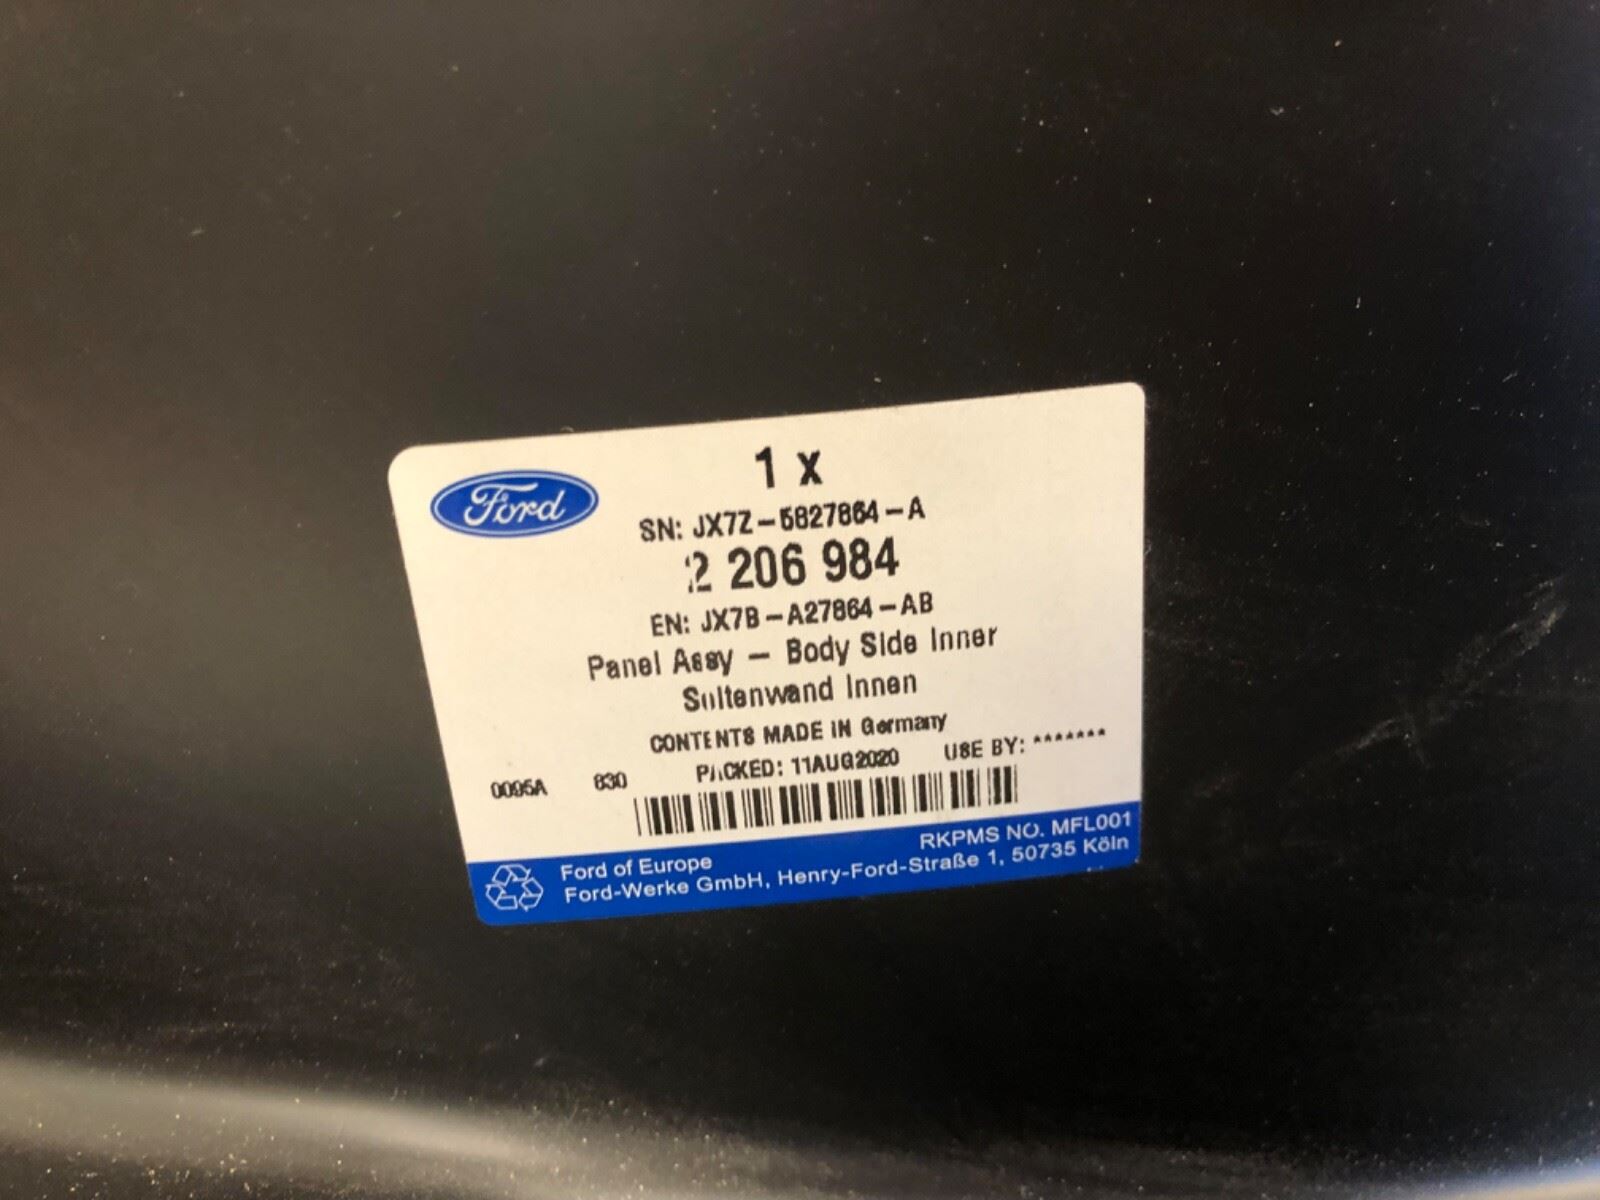 Ford
1 x
SN: JX7Z-5827864-A
2 206 984
EN: JX7B-A27864-AB
Panel Assy - Body Side Inner
Seitenwand Innen
CONTENTS MADE IN Germany
0095A 830 PACKED: 11AUG2020 USE BY: *******
RKPMS NO. MFL001
Ford of Europe
Ford-Werke GmbH, Henry-Ford-Straße 1, 50735 Köln